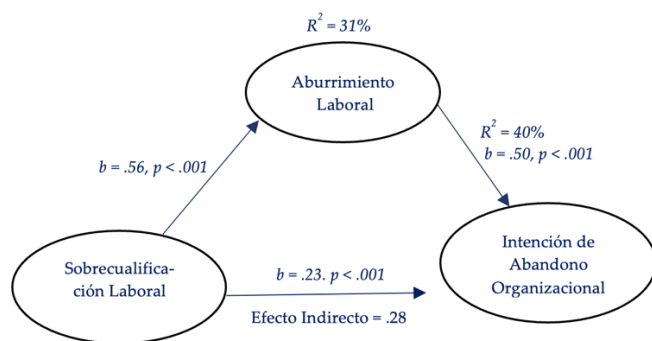 R² = 31%
Aburrimiento
Laboral
R² = 40%
b = .56, p < .001
b = .50, p < .001
Sobrecualifica-
ción Laboral
b = .23. p < .001
Efecto Indirecto = .28
Intención de
Abandono
Organizacional